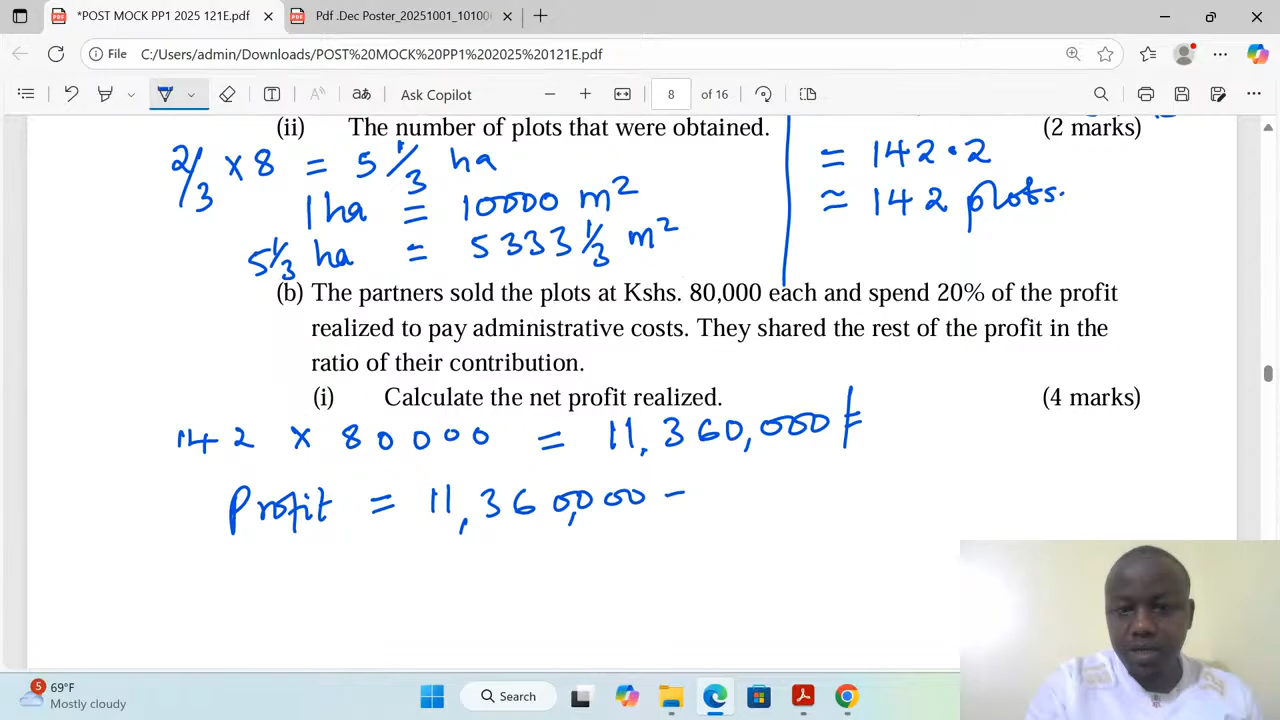 *POST MOCK PP1 2025 121E.pdf
Pdf .Dec Poster_20251001_10100
File
C:/Users/admin/Downloads/POST%20MOCK%20PP1%202025%20121E.pdf
Ask Copilot
8 of 16
(ii) The number of plots that were obtained. (2 marks)
2/3 × 8 = 5 1/3 ha
1 ha = 10000 m²
5 1/3 ha = 5333 1/3 m²
= 142.2
≈ 142 plots.
(b) The partners sold the plots at Kshs. 80,000 each and spend 20% of the profit
realized to pay administrative costs. They shared the rest of the profit in the
ratio of their contribution.
(i) Calculate the net profit realized. (4 marks)
142 × 80000 = 11,360,000/=
Profit = 11,360,000 -
5
69°F
Mostly cloudy
Search